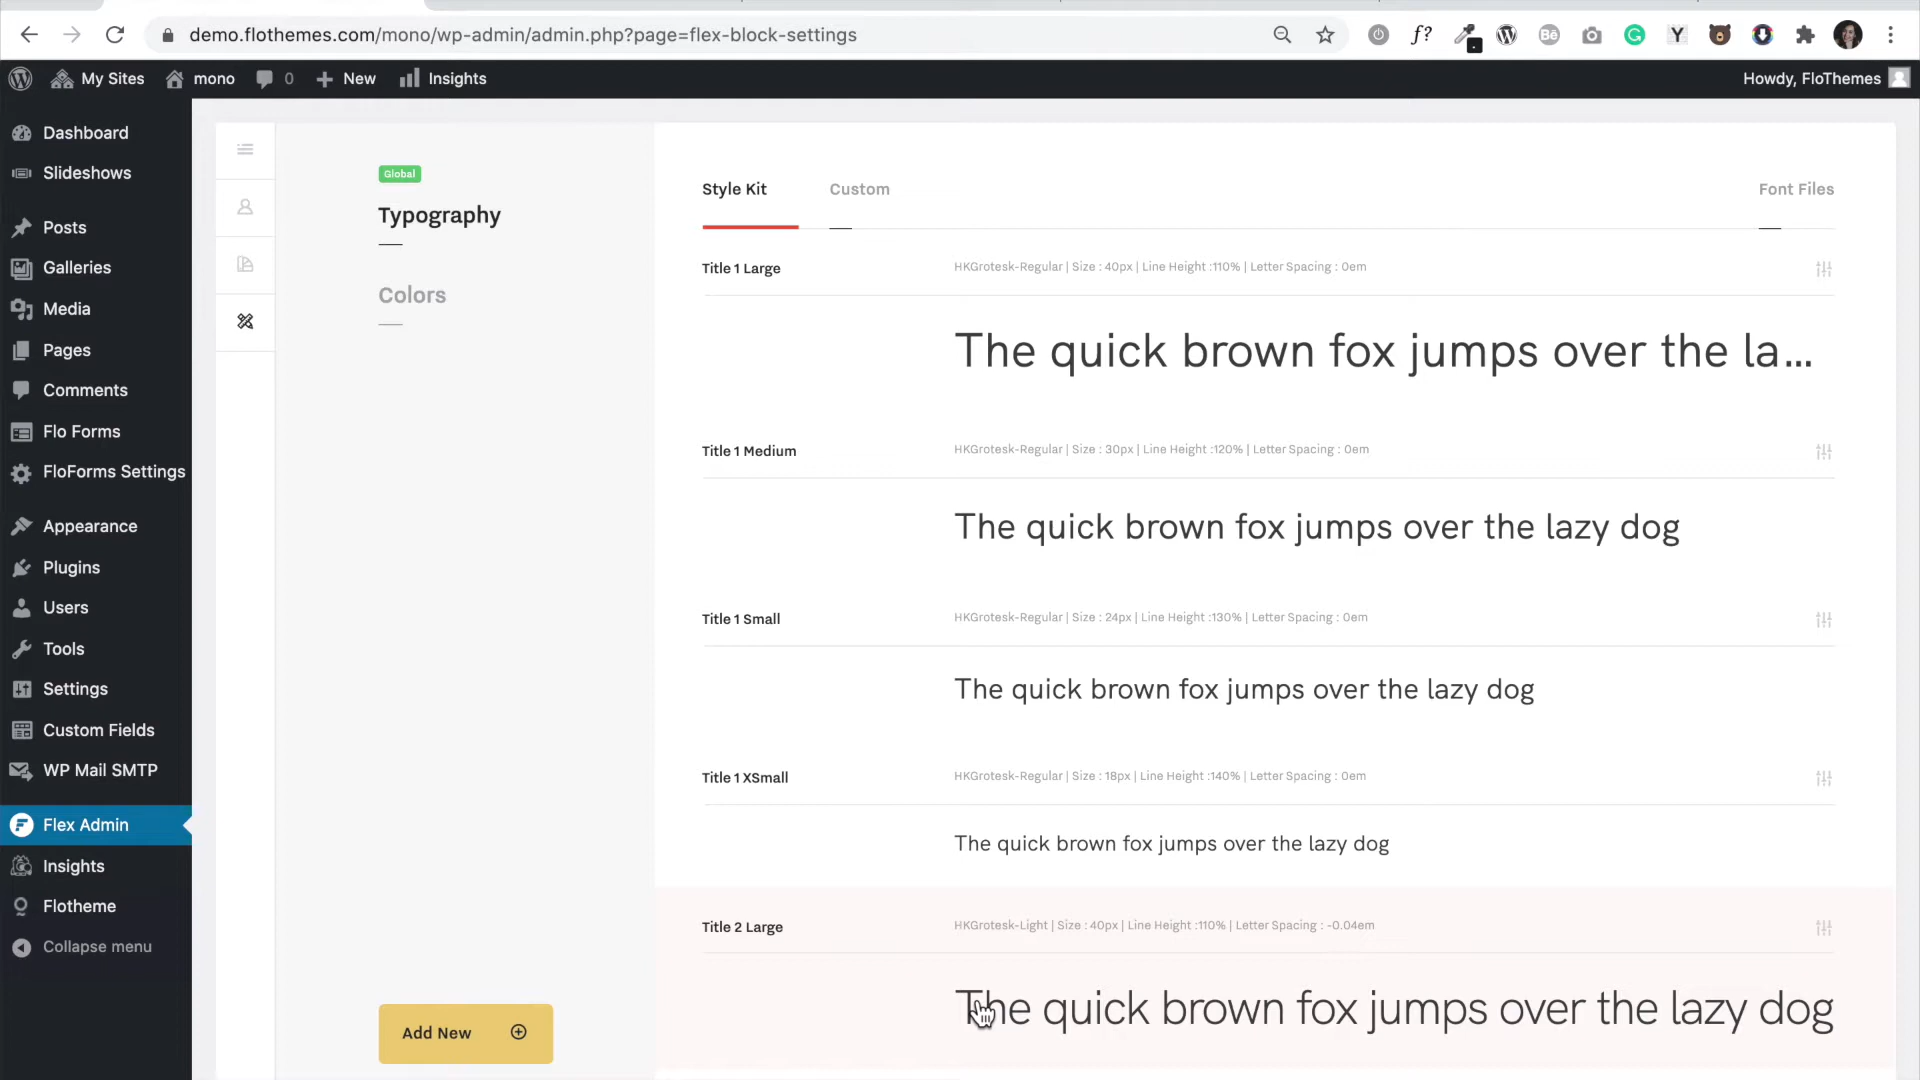 demo.flothemes.com/mono/wp-admin/admin.php?page=flex-block-settings
f?
Bē
Y
My Sites
mono
0
New
Insights
Howdy, FloThemes
Dashboard
Slideshows
Posts
Galleries
Media
Pages
Comments
Flo Forms
FloForms Settings
Appearance
Plugins
Users
Tools
Settings
Custom Fields
WP Mail SMTP
Flex Admin
Insights
Flotheme
Collapse menu
Global
Typography
Colors
Add New
Style Kit
Custom
Font Files
Title 1 Large
HKGrotesk-Regular | Size : 40px | Line Height :110% | Letter Spacing : 0em
The quick brown fox jumps over the la...
Title 1 Medium
HKGrotesk-Regular | Size : 30px | Line Height :120% | Letter Spacing : 0em
The quick brown fox jumps over the lazy dog
Title 1 Small
HKGrotesk-Regular | Size : 24px | Line Height :130% | Letter Spacing : 0em
The quick brown fox jumps over the lazy dog
Title 1 XSmall
HKGrotesk-Regular | Size : 18px | Line Height :140% | Letter Spacing : 0em
The quick brown fox jumps over the lazy dog
Title 2 Large
HKGrotesk-Light | Size : 40px | Line Height :110% | Letter Spacing : -0.04em
The quick brown fox jumps over the lazy dog